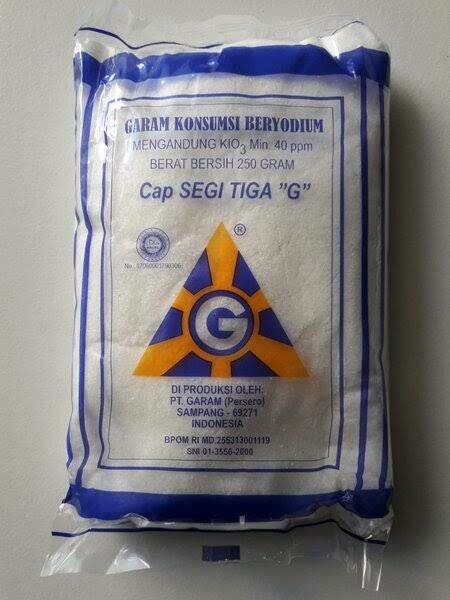 GARAM KONSUMSI BERYODIUM
MENGANDUNG KIO3 Min. 40 ppm
BERAT BERSIH 250 GRAM
Cap SEGI TIGA "G"
®
G
DI PRODUKSI OLEH:
PT. GARAM (Persero)
SAMPANG - 69271
INDONESIA
BPOM RI MD.255313001119
SNI 01-3556-2000